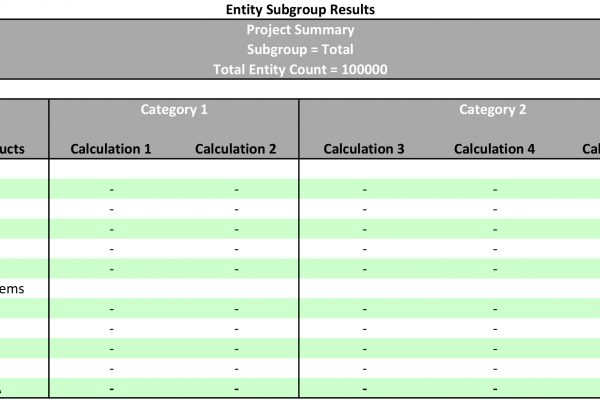 Entity Subgroup Results
Project Summary
Subgroup = Total
Total Entity Count = 100000
Category 1 Category 2
ucts Calculation 1 Calculation 2 Calculation 3 Calculation 4 Cal
- - - -
- - - -
- - - -
- - - -
- - - -
ems
- - - -
- - - -
- - - -
- - - -
- - - -